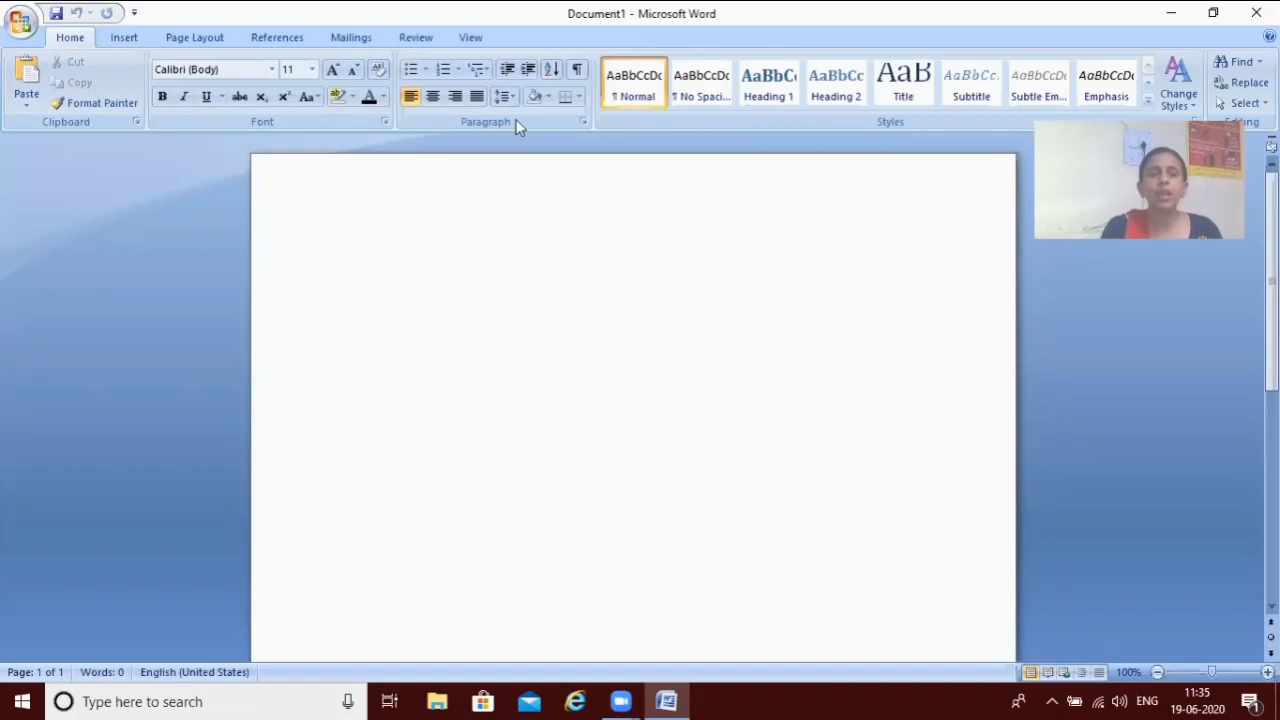 Document1 - Microsoft Word
Home Insert Page Layout References Mailings Review View
Paste
Cut
Copy
Format Painter
Clipboard
Calibri (Body) 11
Font
Paragraph
AaBbCcDc AaBbCcDc AaBbC AaBbCc AaB AaBbCc. AaBbCcDc AaBbCcDc
¶ Normal ¶ No Spaci... Heading 1 Heading 2 Title Subtitle Subtle Em... Emphasis
Change Styles
Styles
Find
Replace
Select
Editing
Page: 1 of 1 Words: 0 English (United States) 100%
Type here to search
ENG
11:35
19-06-2020